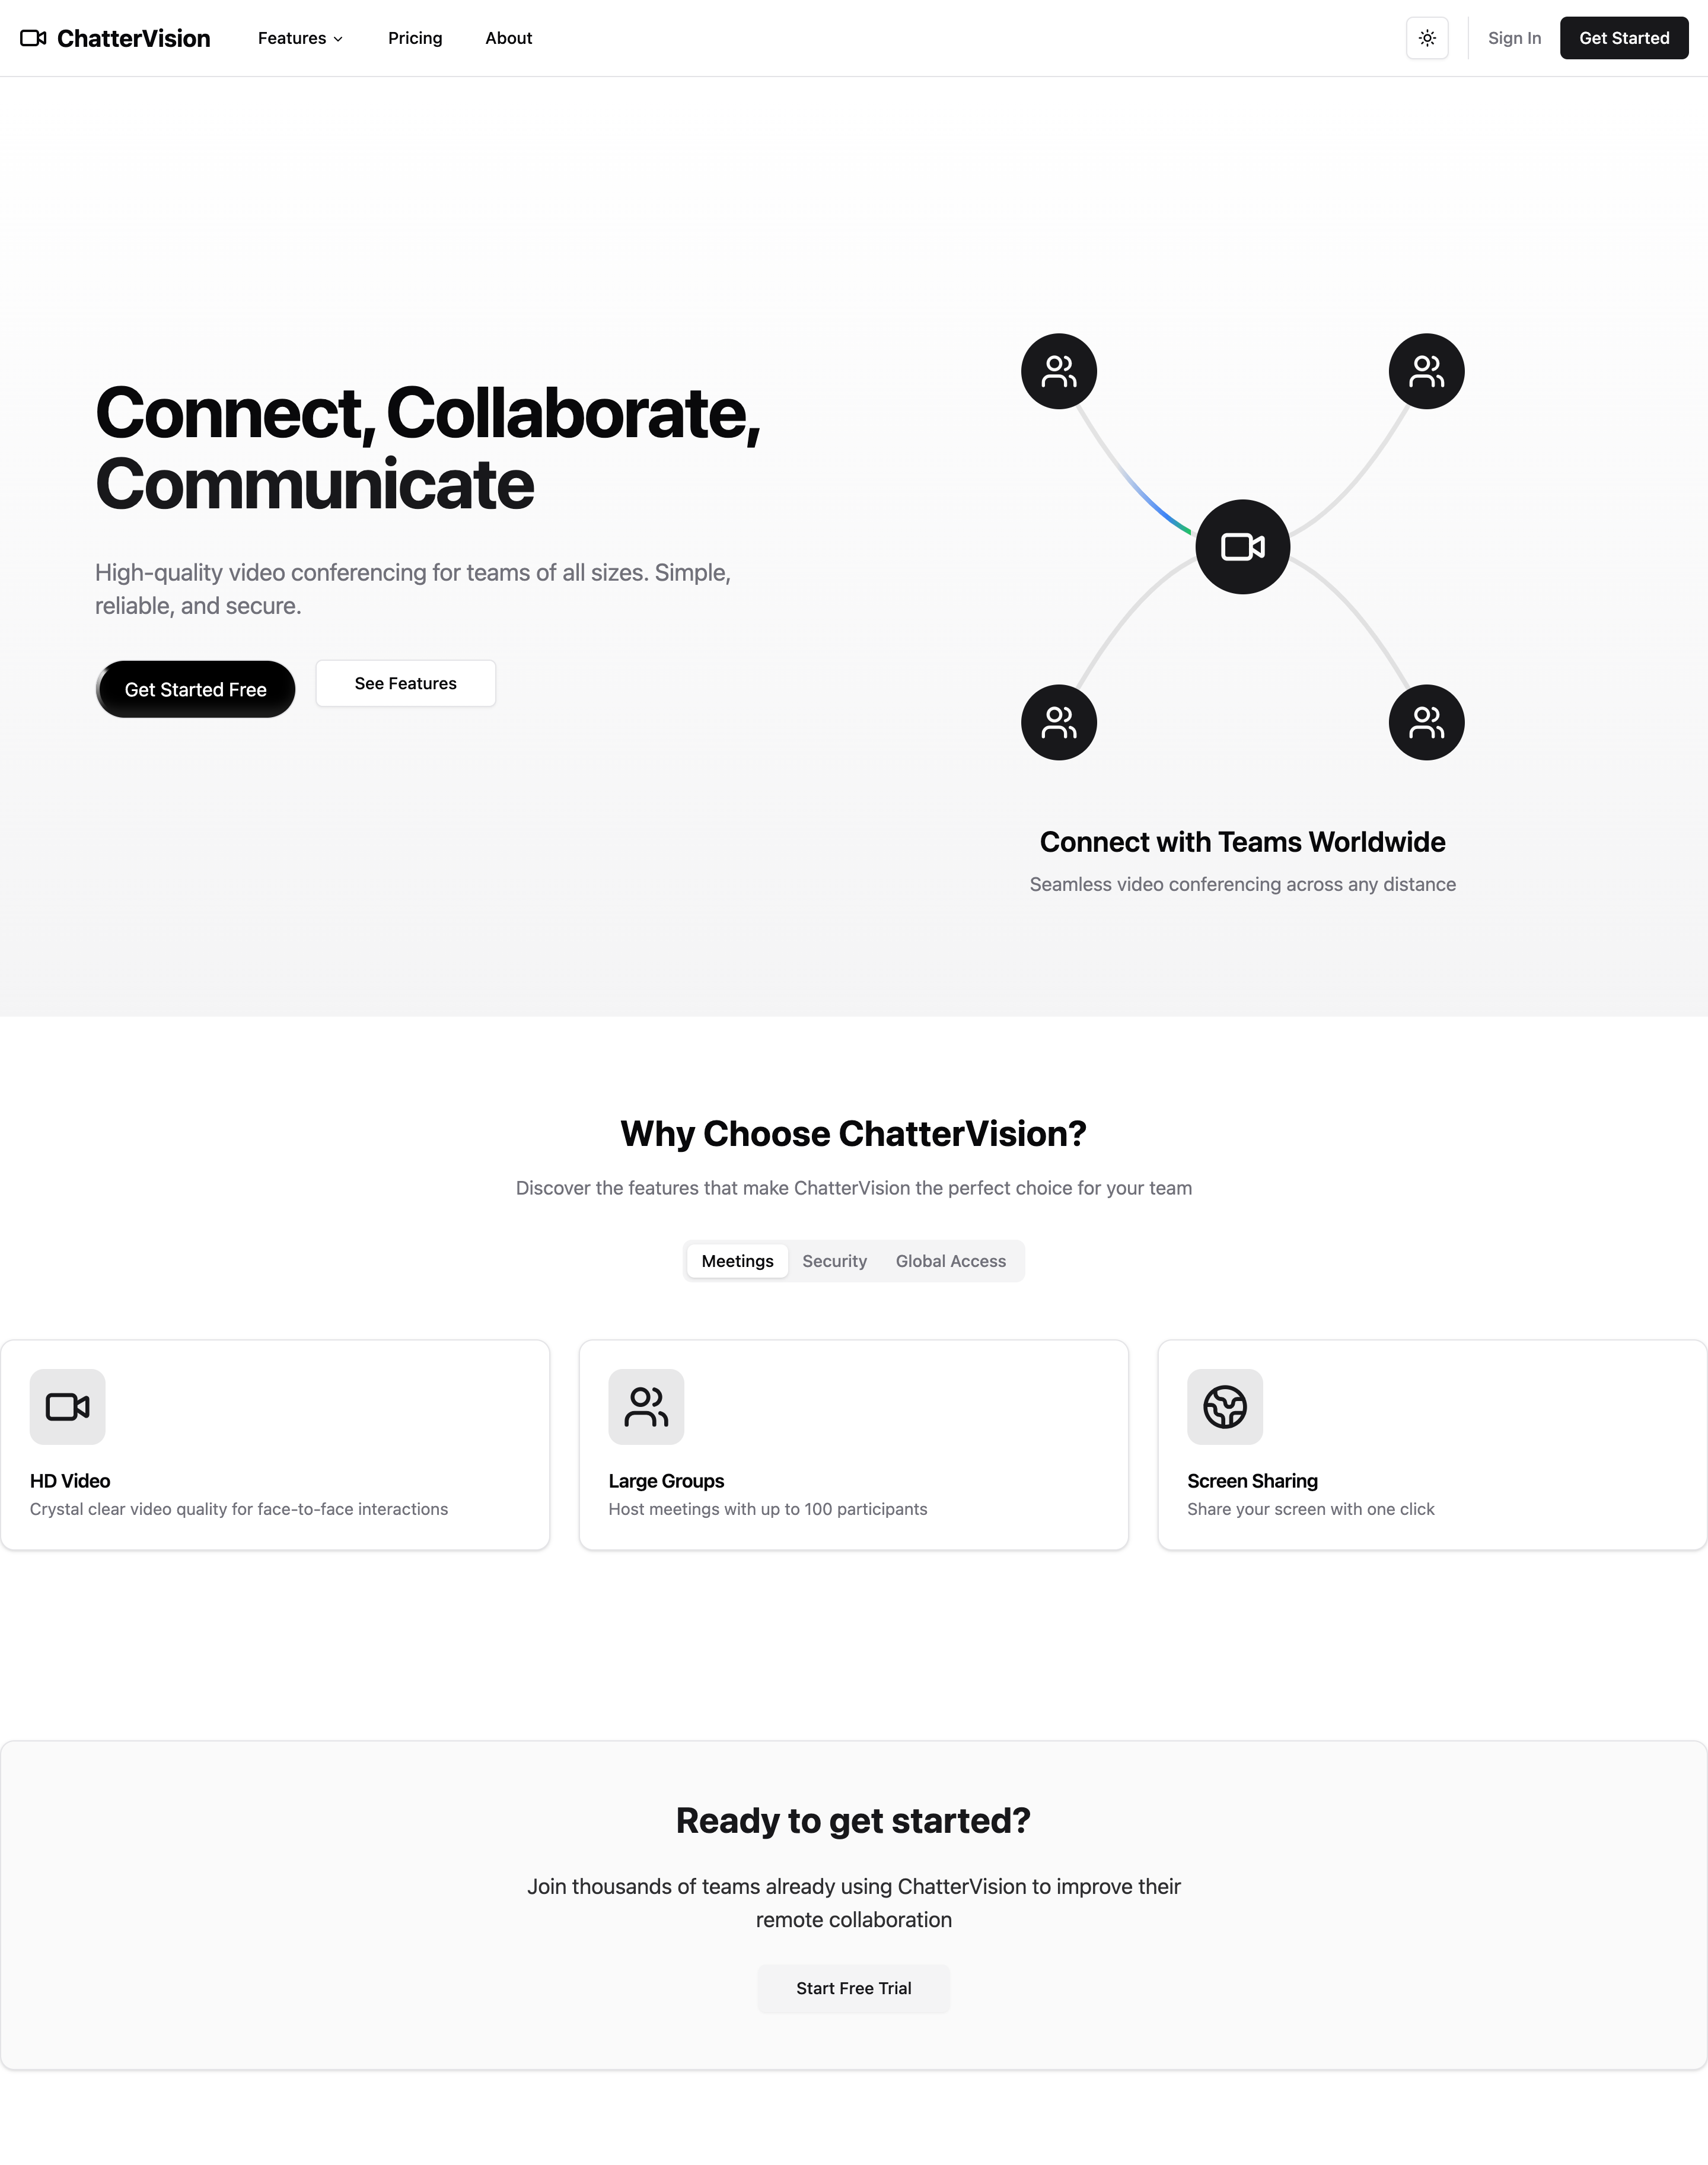 ChatterVision
Features
Pricing
About
Sign In
Get Started
Connect, Collaborate,
Communicate
High-quality video conferencing for teams of all sizes. Simple,
reliable, and secure.
Get Started Free
See Features
Connect with Teams Worldwide
Seamless video conferencing across any distance
Why Choose ChatterVision?
Discover the features that make ChatterVision the perfect choice for your team
Meetings
Security
Global Access
HD Video
Crystal clear video quality for face-to-face interactions
Large Groups
Host meetings with up to 100 participants
Screen Sharing
Share your screen with one click
Ready to get started?
Join thousands of teams already using ChatterVision to improve their
remote collaboration
Start Free Trial